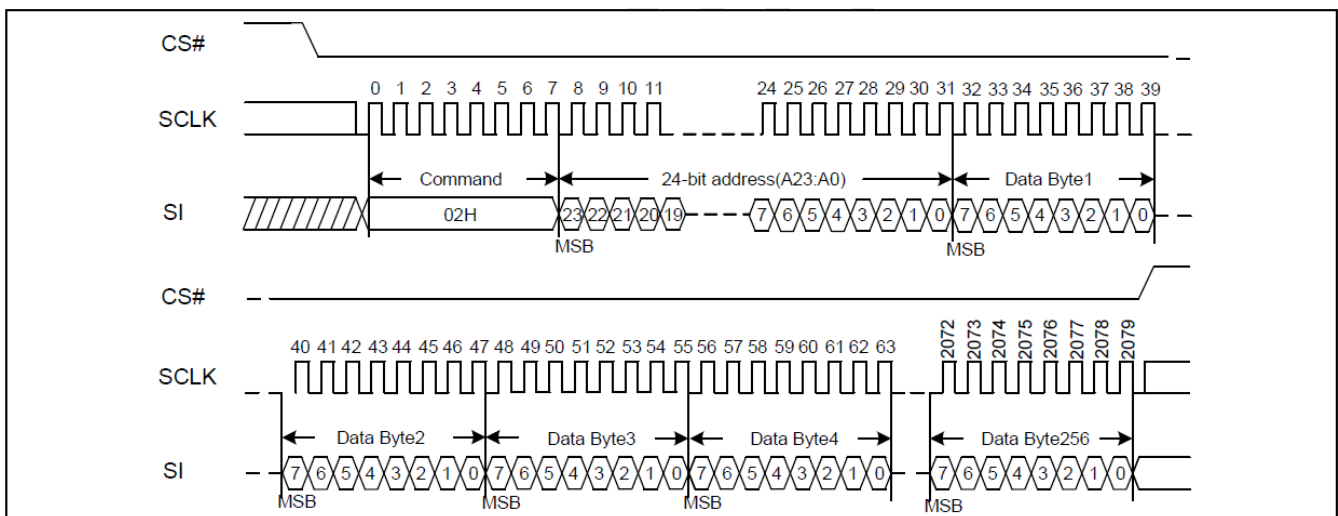 CS#
0 1 2 3 4 5 6 7 8 9 10 11 24 25 26 27 28 29 30 31 32 33 34 35 36 37 38 39
SCLK
Command 24-bit address(A23:A0) Data Byte1
SI 02H 23 22 21 20 19 7 6 5 4 3 2 1 0 7 6 5 4 3 2 1 0
MSB MSB
CS#
40 41 42 43 44 45 46 47 48 49 50 51 52 53 54 55 56 57 58 59 60 61 62 63 2072 2073 2074 2075 2076 2077 2078 2079
SCLK
Data Byte2 Data Byte3 Data Byte4 Data Byte256
SI 7 6 5 4 3 2 1 0 7 6 5 4 3 2 1 0 7 6 5 4 3 2 1 0 7 6 5 4 3 2 1 0
MSB MSB MSB MSB